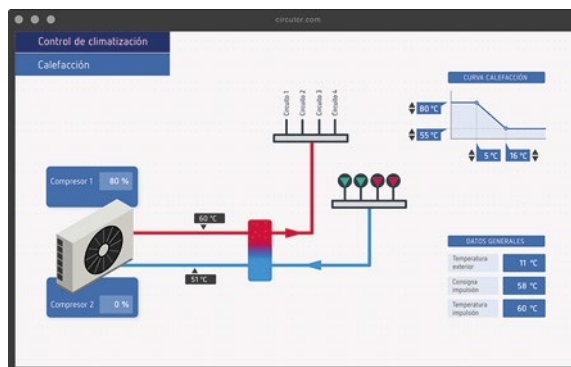 circutor.com
Control de climatización
Calefacción
Circuito 1
Circuito 2
Circuito 3
Circuito 4
CURVA CALEFACCIÓN
80 °C
55 °C
5 °C
16 °C
Compresor 1
80 %
60 °C
51 °C
Compresor 2
0 %
DATOS GENERALES
Temperatura
exterior
11 °C
Consigna
impulsión
58 °C
Temperatura
impulsión
60 °C